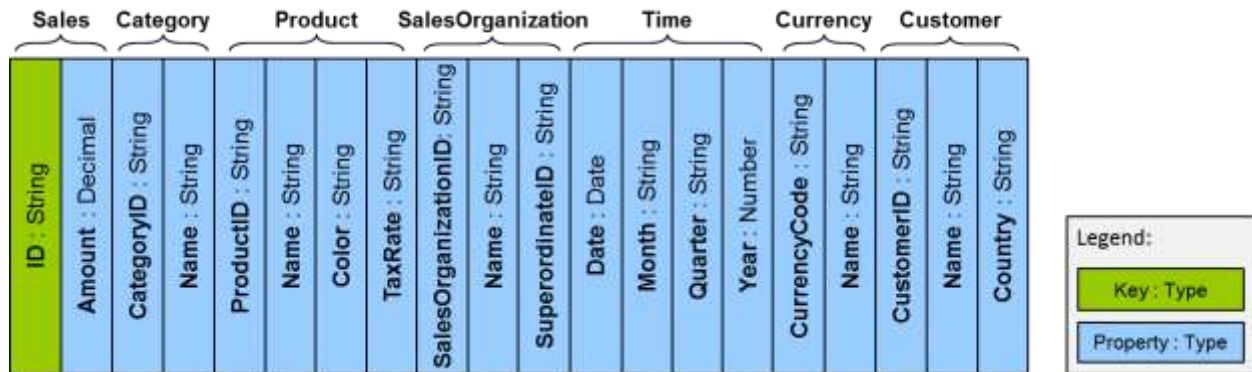 Sales Category Product SalesOrganization Time Currency Customer
ID : String
Amount : Decimal
CategoryID : String
Name : String
ProductID : String
Name : String
Color : String
TaxRate : String
SalesOrganizationID: String
Name : String
SuperordinateID : String
Date : Date
Month : String
Quarter : String
Year : Number
CurrencyCode : String
Name : String
CustomerID : String
Name : String
Country : String
Legend:
Key : Type
Property : Type